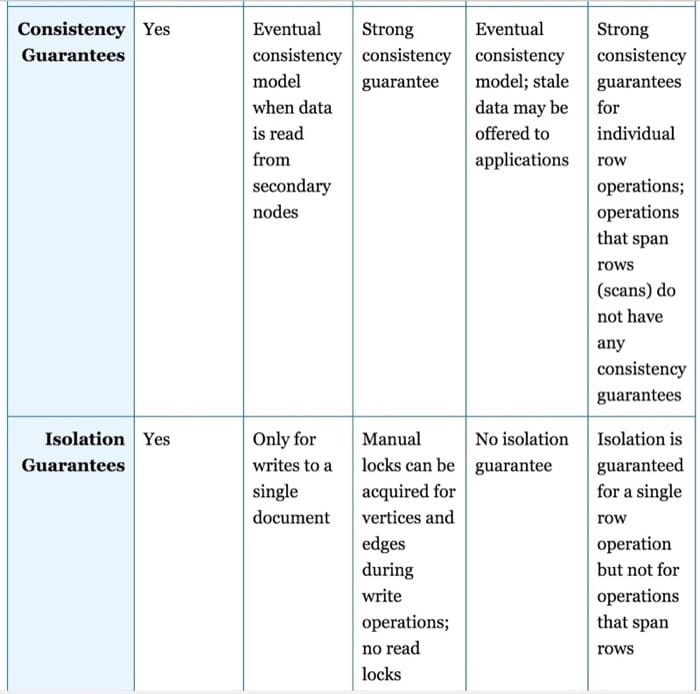 Consistency Guarantees
Yes
Eventual
consistency
model
when data
is read
from
secondary
nodes
Strong
consistency
guarantee
Eventual
consistency
model; stale
data may be
offered to
applications
Strong
consistency
guarantees
for
individual
row
operations;
operations
that span
rows
(scans) do
not have
any
consistency
guarantees
Isolation
Guarantees
Yes
Only for
writes to a
single
document
Manual
locks can be
acquired for
vertices and
edges
during
write
operations;
no read
locks
No isolation
guarantee
Isolation is
guaranteed
for a single
row
operation
but not for
operations
that span
rows